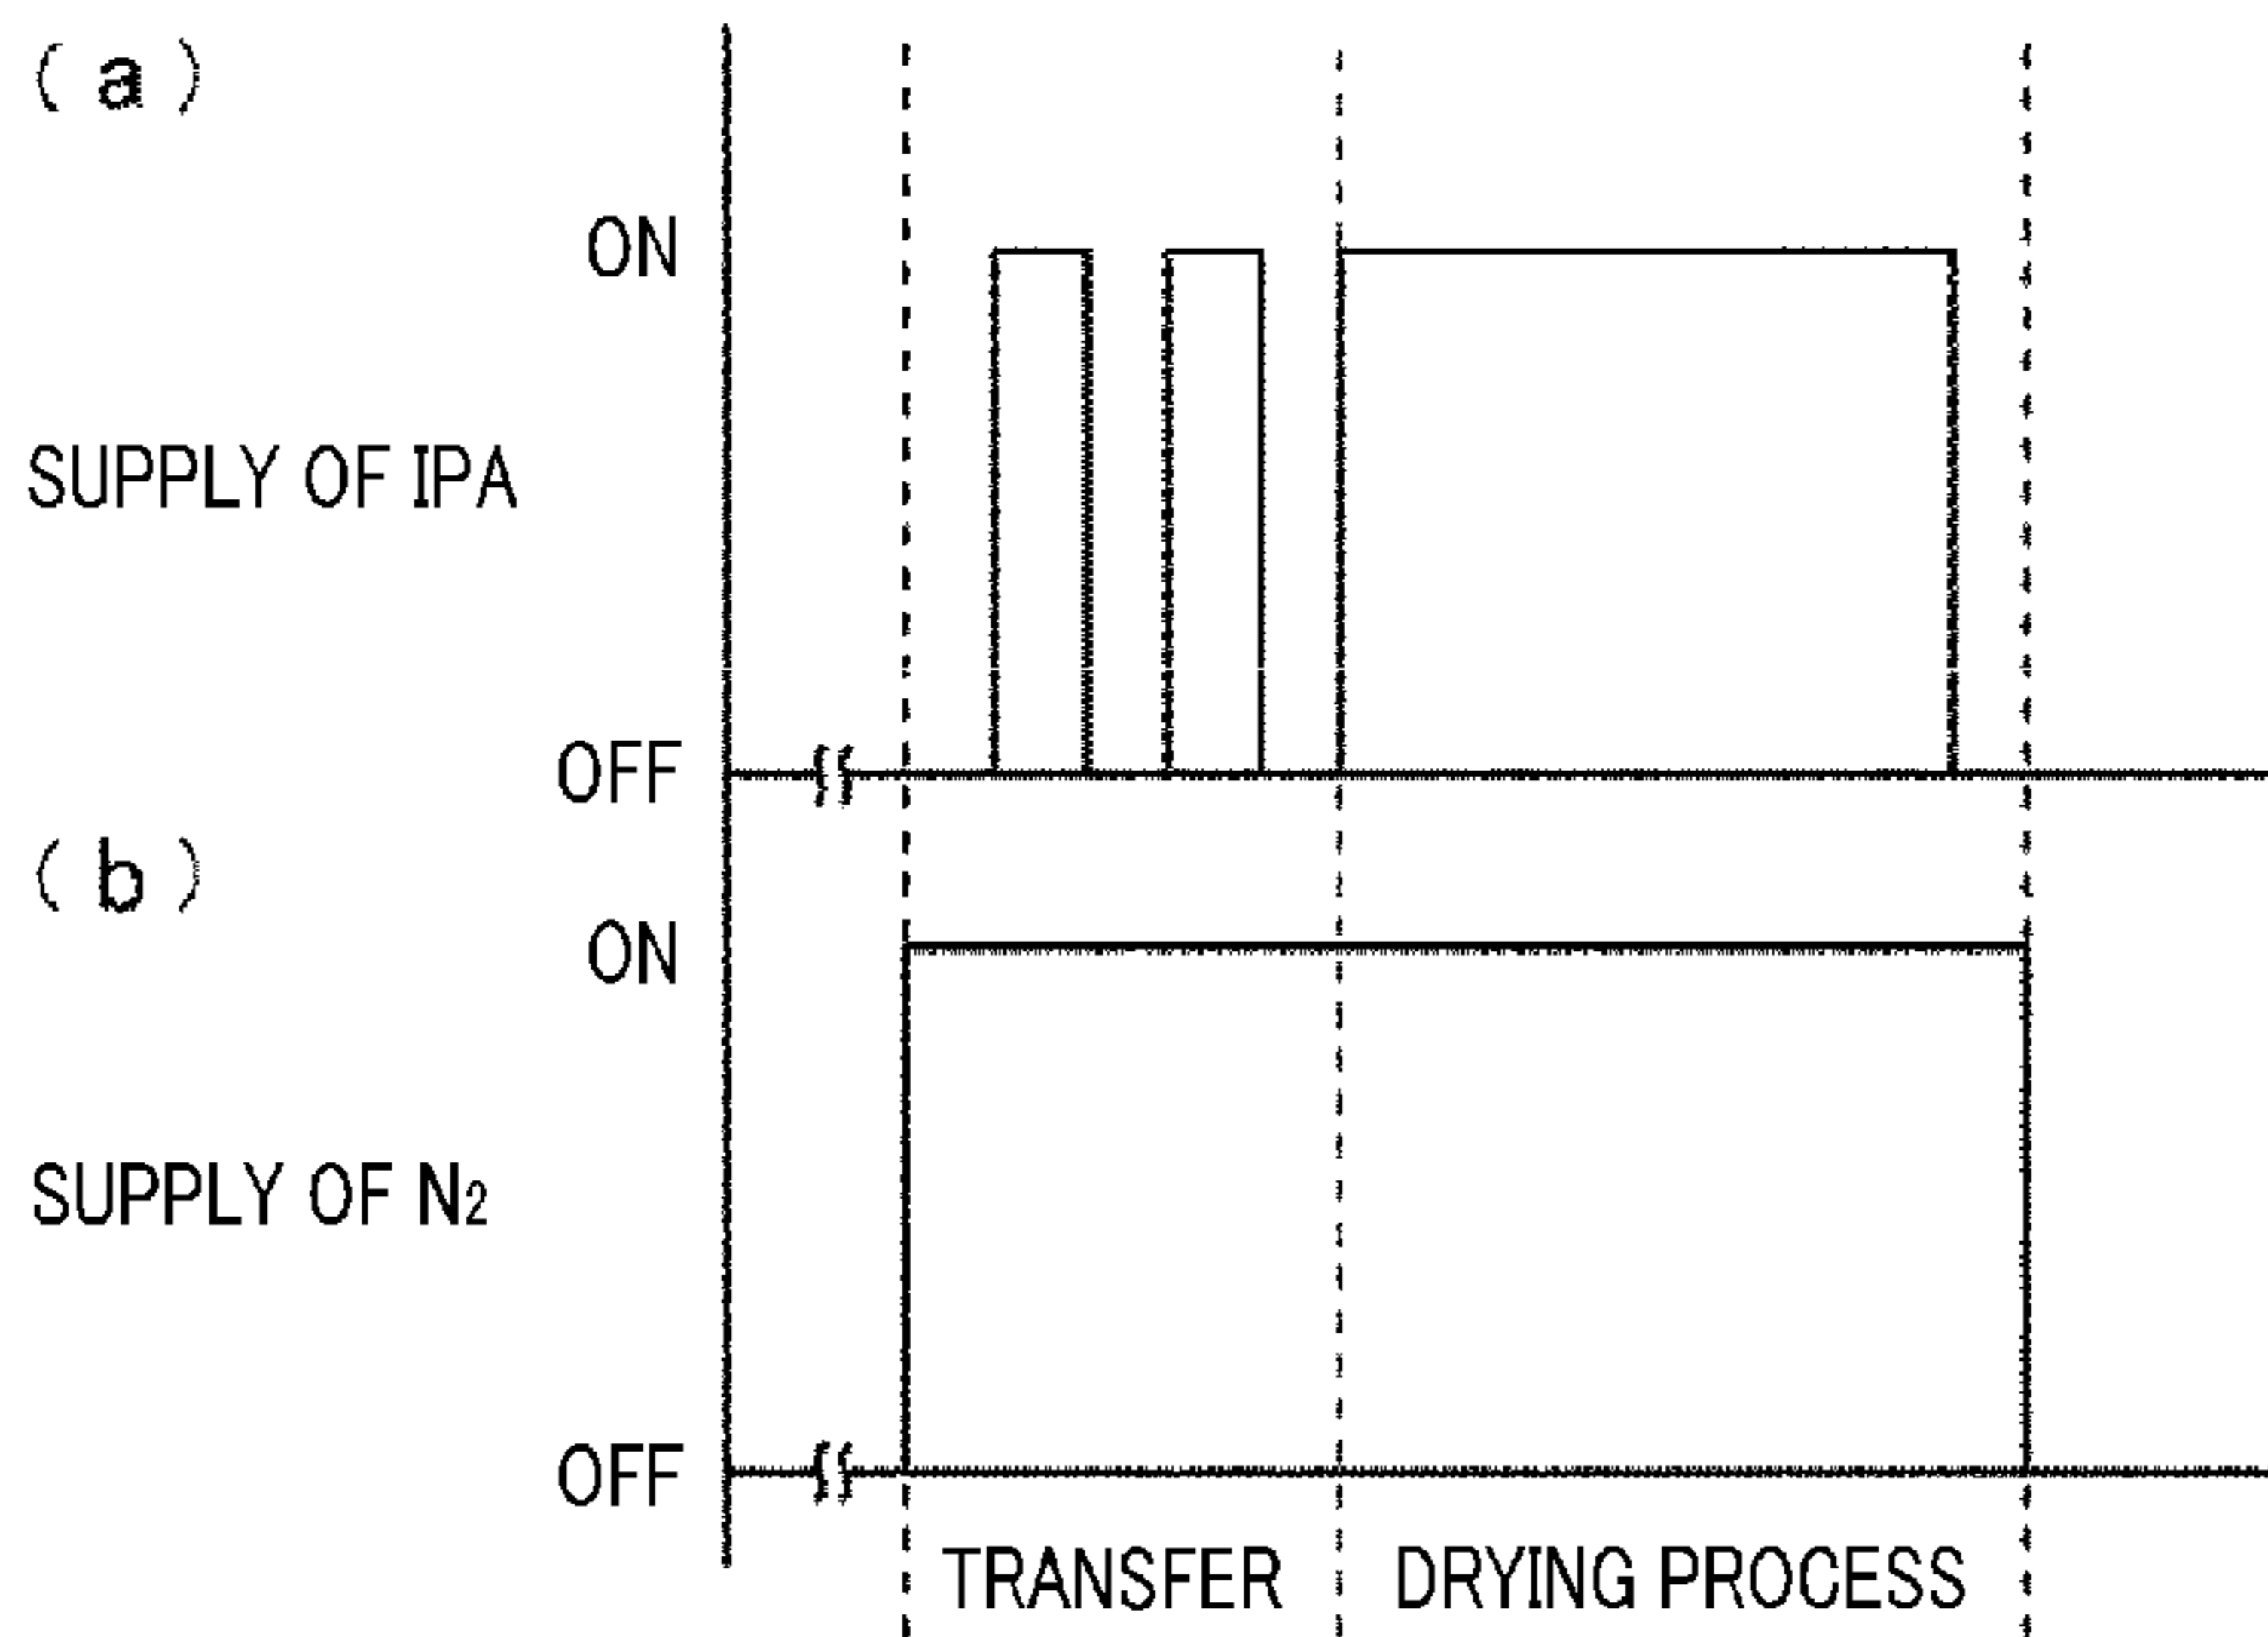 ( a )
ON
SUPPLY OF IPA
OFF
( b )
ON
SUPPLY OF N₂
OFF
TRANSFER
DRYING PROCESS